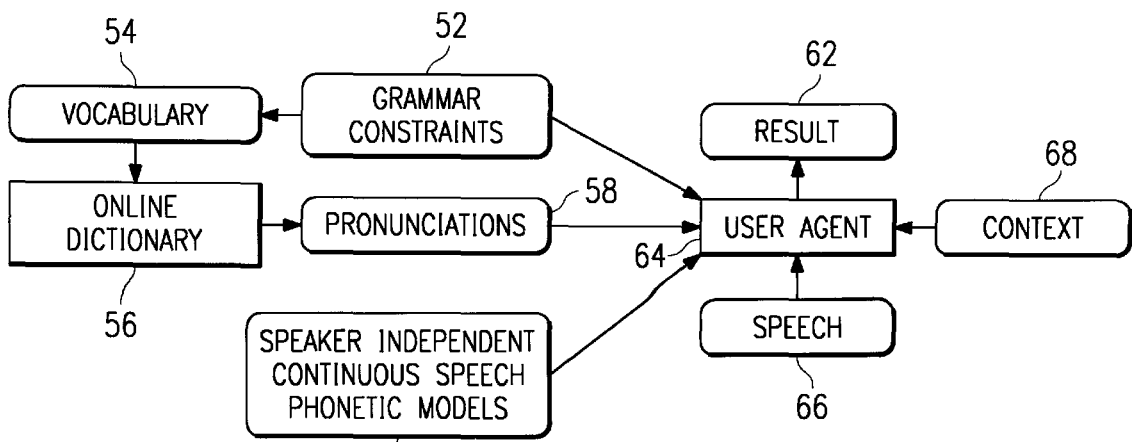 54
52
62
68
VOCABULARY
GRAMMAR
CONSTRAINTS
RESULT
ONLINE
DICTIONARY
PRONUNCIATIONS
58
64
USER AGENT
CONTEXT
56
SPEAKER INDEPENDENT
CONTINUOUS SPEECH
PHONETIC MODELS
SPEECH
66